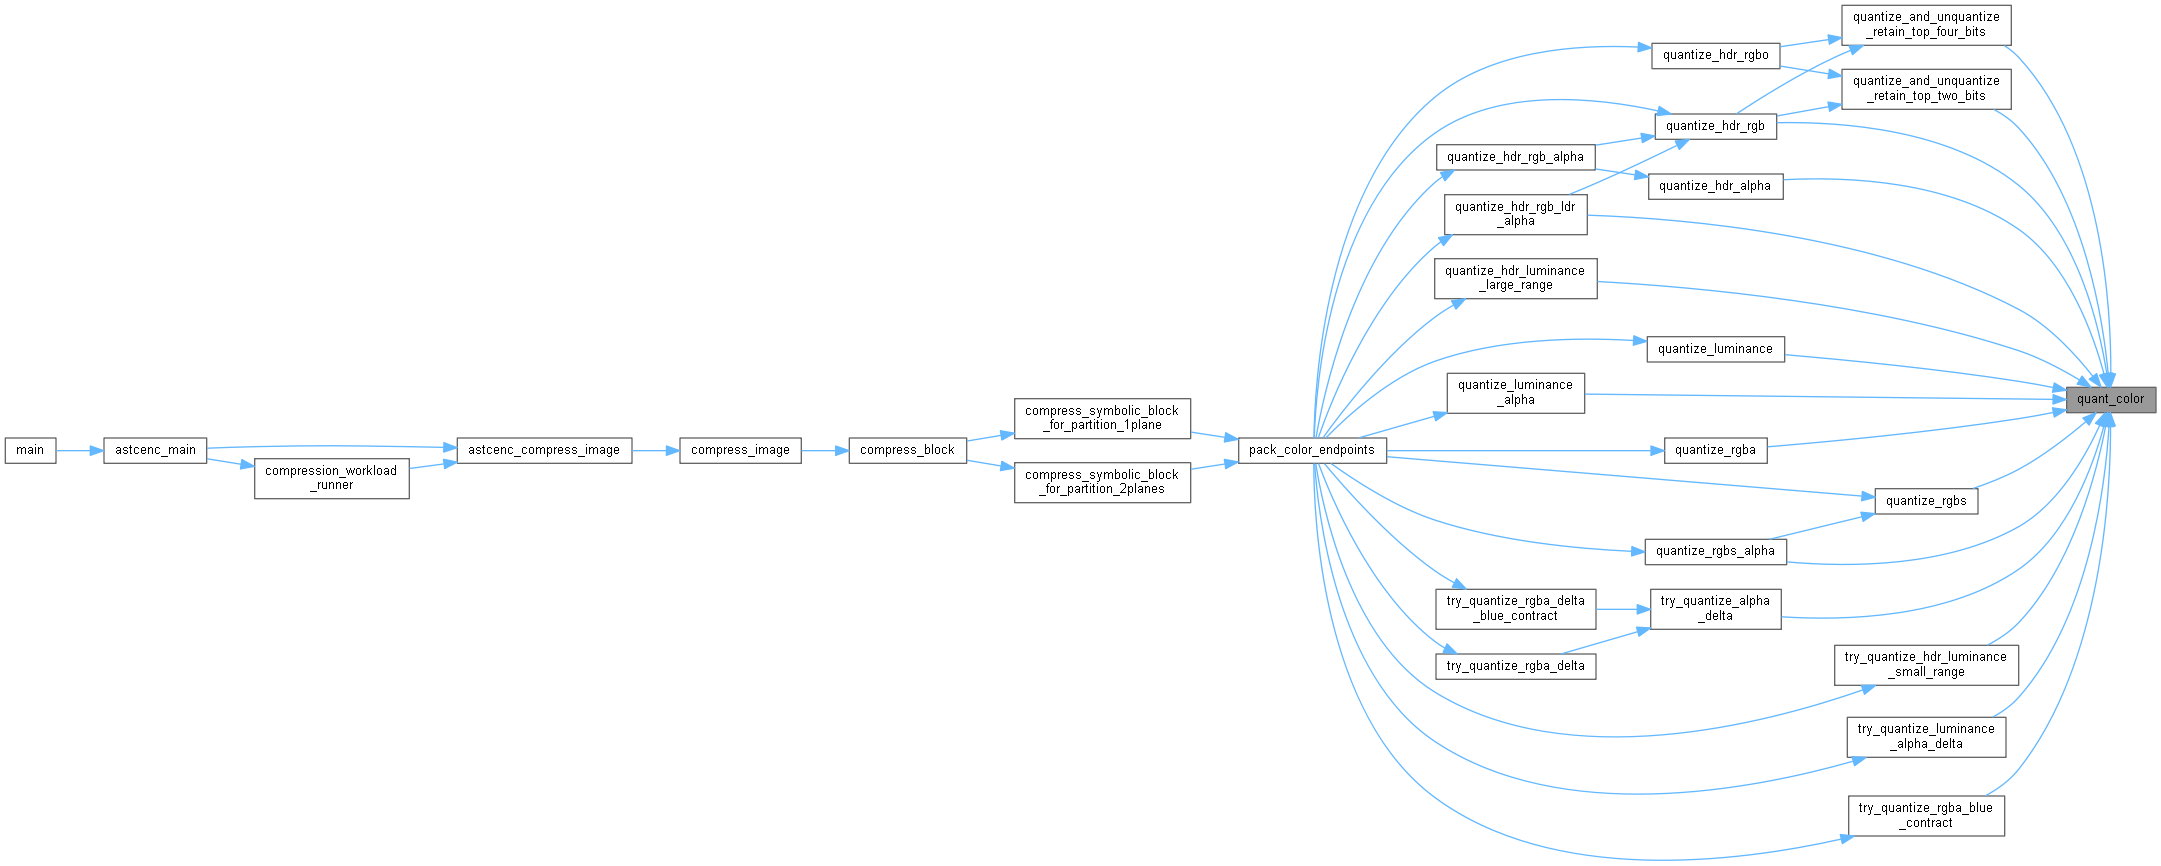 main
astcenc_main
compression_workload
_runner
astcenc_compress_image
compress_image
compress_block
compress_symbolic_block
_for_partition_1plane
compress_symbolic_block
_for_partition_2planes
pack_color_endpoints
quantize_hdr_rgb_alpha
quantize_hdr_rgb_ldr
_alpha
quantize_hdr_luminance
_large_range
quantize_luminance
_alpha
try_quantize_rgba_delta
_blue_contract
try_quantize_rgba_delta
quantize_hdr_rgbo
quantize_hdr_rgb
quantize_hdr_alpha
quantize_luminance
quantize_rgba
quantize_rgbs_alpha
try_quantize_alpha
_delta
quantize_and_unquantize
_retain_top_four_bits
quantize_and_unquantize
_retain_top_two_bits
quantize_rgbs
try_quantize_hdr_luminance
_small_range
try_quantize_luminance
_alpha_delta
try_quantize_rgba_blue
_contract
quant_color